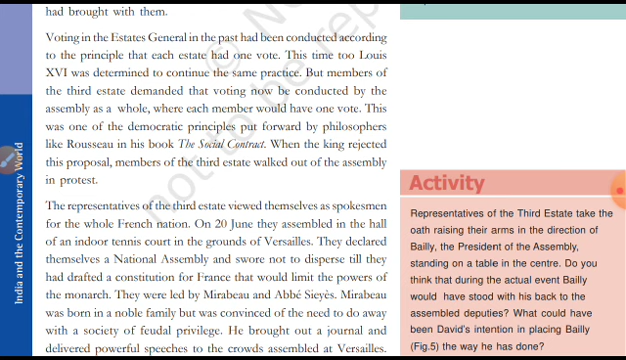 had brought with them.
Voting in the Estates General in the past had been conducted according
to the principle that each estate had one vote. This time too Louis
XVI was determined to continue the same practice. But members of
the third estate demanded that voting now be conducted by the
assembly as a whole, where each member would have one vote. This
was one of the democratic principles put forward by philosophers
like Rousseau in his book The Social Contract. When the king rejected
this proposal, members of the third estate walked out of the assembly
in protest.
The representatives of the third estate viewed themselves as spokesmen
for the whole French nation. On 20 June they assembled in the hall
of an indoor tennis court in the grounds of Versailles. They declared
themselves a National Assembly and swore not to disperse till they
had drafted a constitution for France that would limit the powers of
the monarch. They were led by Mirabeau and Abbé Sieyès. Mirabeau
was born in a noble family but was convinced of the need to do away
with a society of feudal privilege. He brought out a journal and
delivered powerful speeches to the crowds assembled at Versailles.
India and the Contemporary World
Activity
Representatives of the Third Estate take the
oath raising their arms in the direction of
Bailly, the President of the Assembly,
standing on a table in the centre. Do you
think that during the actual event Bailly
would have stood with his back to the
assembled deputies? What could have
been David's intention in placing Bailly
(Fig.5) the way he has done?
not to be rep